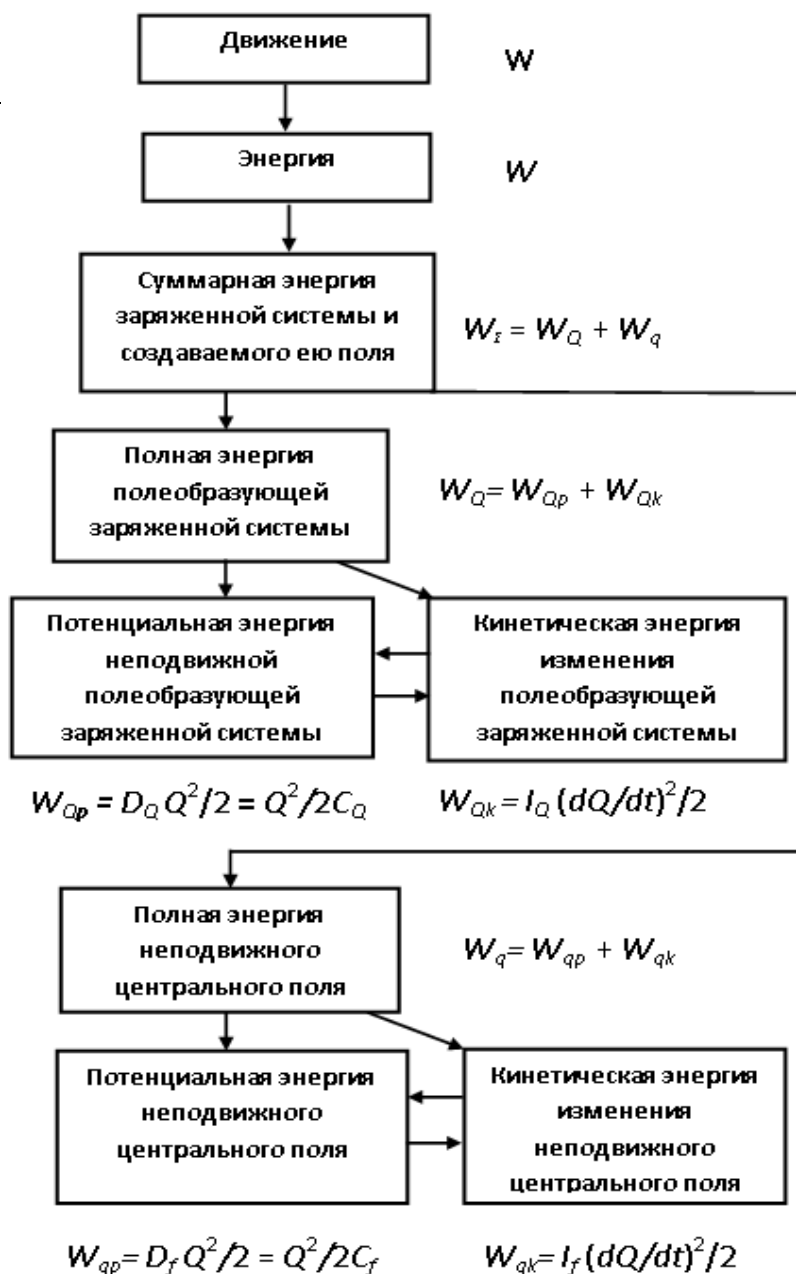 Движение
W
Энергия
W
Суммарная энергия
заряженной системы и
создаваемого ею поля
W_Σ = W_Q + W_q
Полная энергия
полеобразующей
заряженной системы
W_Q = W_Qp + W_Qk
Потенциальная энергия
неподвижной
полеобразующей
заряженной системы
Кинетическая энергия
изменения
полеобразующей
заряженной системы
W_Qp = D_Q Q²/2 = Q²/2C_Q
W_Qk = I_Q (dQ/dt)²/2
Полная энергия
неподвижного
центрального поля
W_q = W_qp + W_qk
Потенциальная энергия
неподвижного
центрального поля
Кинетическая энергия
изменения
неподвижного
центрального поля
W_qp = D_f Q²/2 = Q²/2C_f
W_qk = I_f (dQ/dt)²/2